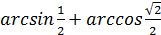 arcsin 1/2 + arccos √2/2